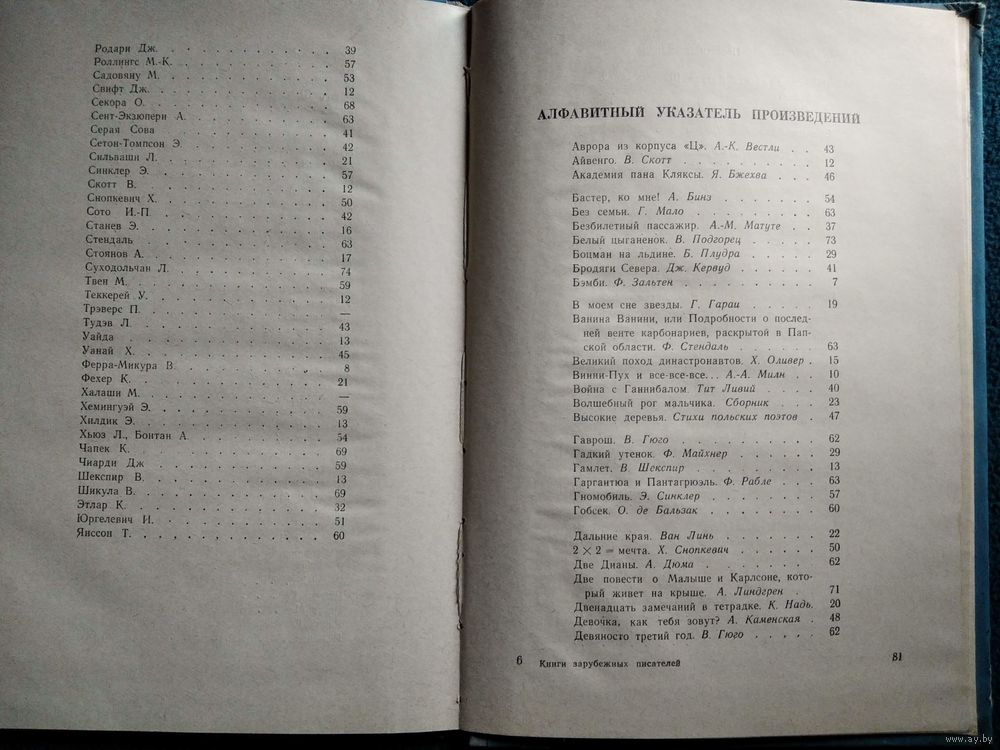 Родари Дж. . . . . . . . . . . . 39
Роллингс М.-К. . . . . . . . . . . 57
Садовяну М. . . . . . . . . . . . 53
Свифт Дж. . . . . . . . . . . . . 12
Секора О. . . . . . . . . . . . . 68
Сент-Экзюпери А. . . . . . . . . . 63
Серая Сова . . . . . . . . . . . 41
Сетон-Томпсон Э. . . . . . . . . . 42
Сильваши Л. . . . . . . . . . . . 21
Синклер Э. . . . . . . . . . . . 57
Скотт В. . . . . . . . . . . . . 12
Снопкевич Х. . . . . . . . . . . 50
Сото И.-П. . . . . . . . . . . . 42
Станев Э. . . . . . . . . . . . . 16
Стендаль . . . . . . . . . . . . 63
Стоянов А. . . . . . . . . . . . 17
Суходольчан Л. . . . . . . . . . . 74
Твен М. . . . . . . . . . . . . . 59
Теккерей У. . . . . . . . . . . . 12
Трэверс П. . . . . . . . . . . . —
Тудэв Л. . . . . . . . . . . . . 43
Уайда . . . . . . . . . . . . . 13
Уанай Х. . . . . . . . . . . . . 45
Ферра-Микура В. . . . . . . . . . 8
Фехер К. . . . . . . . . . . . . 21
Халаши М. . . . . . . . . . . . . —
Хемингуэй Э. . . . . . . . . . . 59
Хилдик Э. . . . . . . . . . . . . 13
Хьюз Л., Бонтан А. . . . . . . . . 54
Чапек К. . . . . . . . . . . . . 69
Чиарди Дж . . . . . . . . . . . . 59
Шекспир В. . . . . . . . . . . . 13
Шикула В. . . . . . . . . . . . . 69
Этлар К. . . . . . . . . . . . . 32
Юргелевич И. . . . . . . . . . . 51
Янссон Т. . . . . . . . . . . . . 60
АЛФАВИТНЫЙ УКАЗАТЕЛЬ ПРОИЗВЕДЕНИЙ
Аврора из корпуса «Ц». А.-К. Вестли . . 43
Айвенго. В. Скотт . . . . . . . . 12
Академия пана Кляксы. Я. Бжехва . . . 46
Бастер, ко мне! А. Бинз . . . . . . 54
Без семьи. Г. Мало . . . . . . . . 63
Безбилетный пассажир. А.-М. Матуте . . 37
Белый цыганенок. В. Подгорец . . . . . 73
Боцман на льдине. Б. Плудра . . . . . 29
Бродяги Севера. Дж. Кервуд . . . . . . 41
Бэмби. Ф. Зальтен . . . . . . . . 7
В моем сне звезды. Г. Гараи . . . . 19
Ванина Ванини, или Подробности о послед-
ней венте карбонариев, раскрытой в Пап-
ской области. Ф. Стендаль . . . . . . 63
Великий поход династронавтов. Х. Оливер . 15
Винни-Пух и все-все-все... А.-А. Милн . . 10
Война с Ганнибалом. Тит Ливий . . . . 40
Волшебный рог мальчика. Сборник . . . 23
Высокие деревья. Стихи польских поэтов . 47
Гаврош. В. Гюго . . . . . . . . . 62
Гадкий утенок. Ф. Майхнер . . . . . . 29
Гамлет. В. Шекспир . . . . . . . . 13
Гаргантюа и Пантагрюэль. Ф. Рабле . . . 63
Гномобиль. Э. Синклер . . . . . . . 57
Гобсек. О. де Бальзак . . . . . . . 60
Дальние края. Ван Линь . . . . . . . 22
2 × 2 = мечта. Х. Снопкевич . . . . . 50
Две Дианы. А. Дюма . . . . . . . . 62
Две повести о Малыше и Карлсоне, кото-
рый живет на крыше. А. Линдгрен . . . 71
Двенадцать замечаний в тетрадке. К. Надь. 20
Девочка, как тебя зовут? А. Каменская . 48
Девяносто третий год. В. Гюго . . . . . 62
6 Книги зарубежных писателей 81
www.ay.by